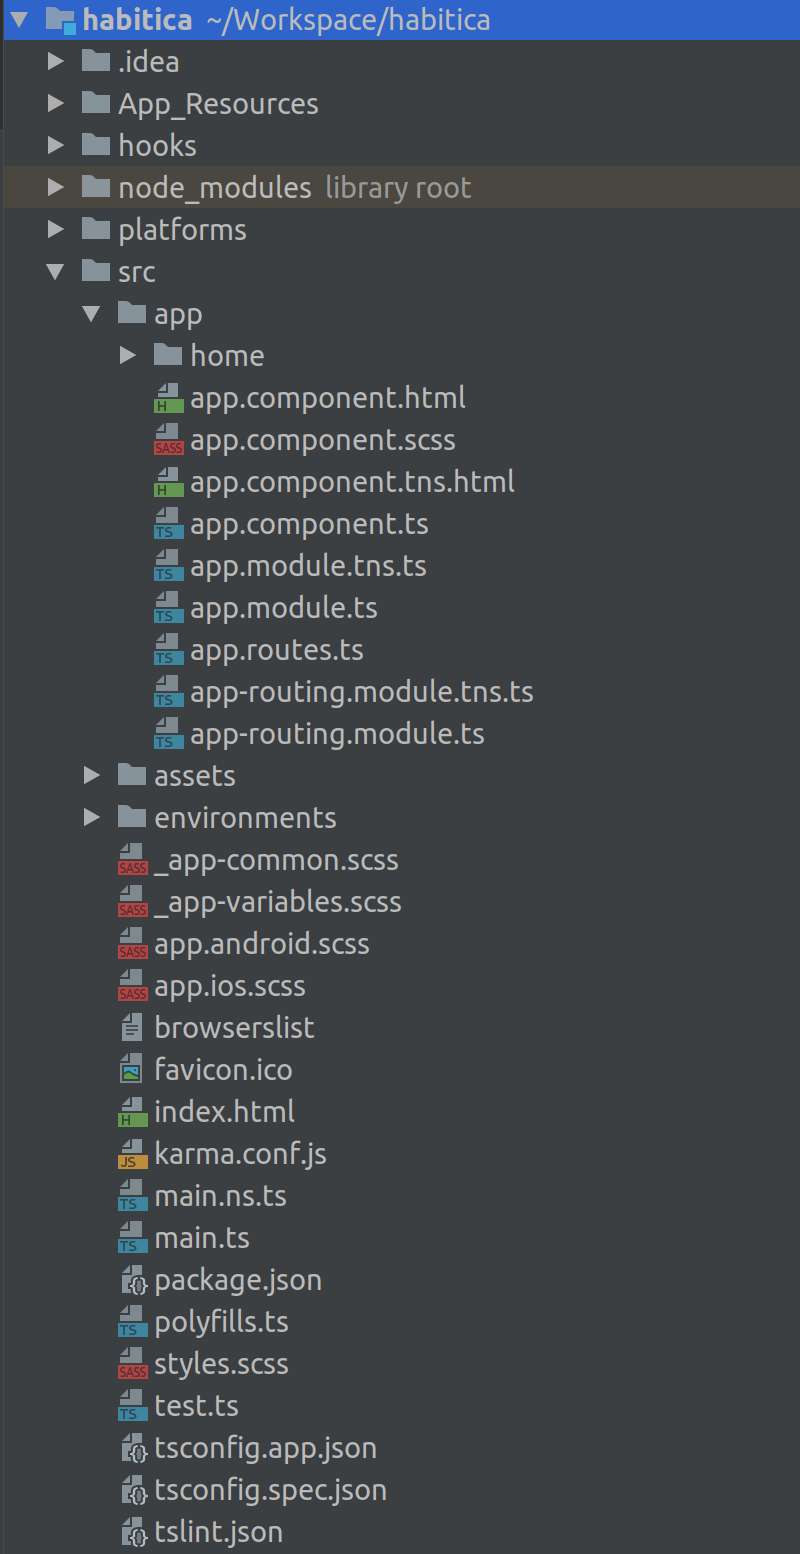 habitica ~/Workspace/habitica
.idea
App_Resources
hooks
node_modules library root
platforms
src
app
home
H app.component.html
SASS app.component.scss
H app.component.tns.html
TS app.component.ts
TS app.module.tns.ts
TS app.module.ts
TS app.routes.ts
TS app-routing.module.tns.ts
TS app-routing.module.ts
assets
environments
SASS _app-common.scss
SASS _app-variables.scss
SASS app.android.scss
SASS app.ios.scss
browserslist
favicon.ico
H index.html
JS karma.conf.js
TS main.ns.ts
TS main.ts
package.json
TS polyfills.ts
SASS styles.scss
TS test.ts
tsconfig.app.json
tsconfig.spec.json
tslint.json